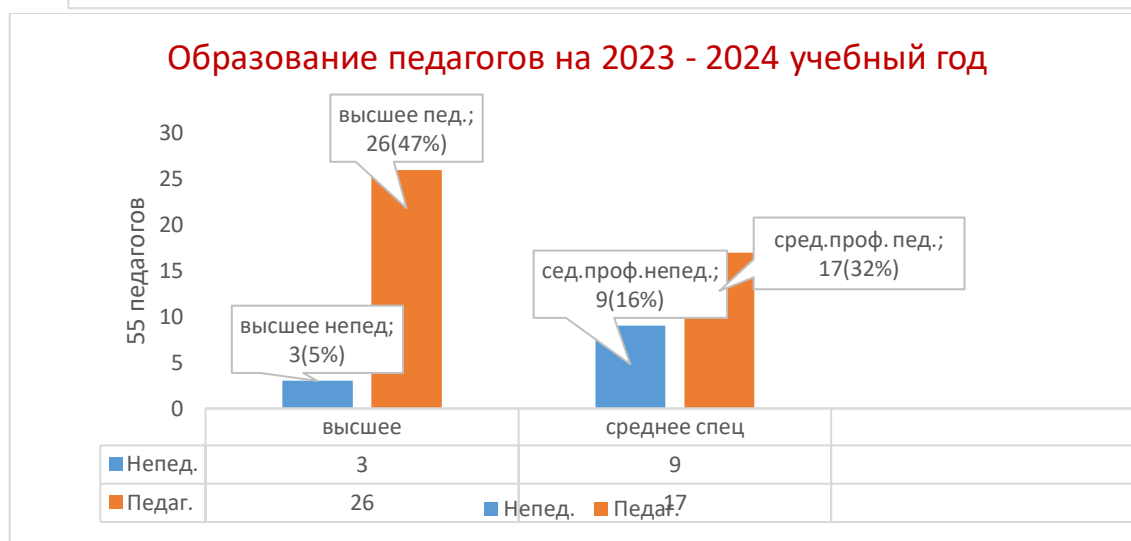 Образование педагогов на 2023 - 2024 учебный год
высшее пед.;
26(47%)
30
25
20
15
10
5
0
55 педагогов
высшее непед;
3(5%)
сед.проф.непед.;
9(16%)
сред.проф. пед.;
17(32%)
высшее
среднее спец
Непед.
3
9
Педаг.
26
17
Непед.
Педаг.